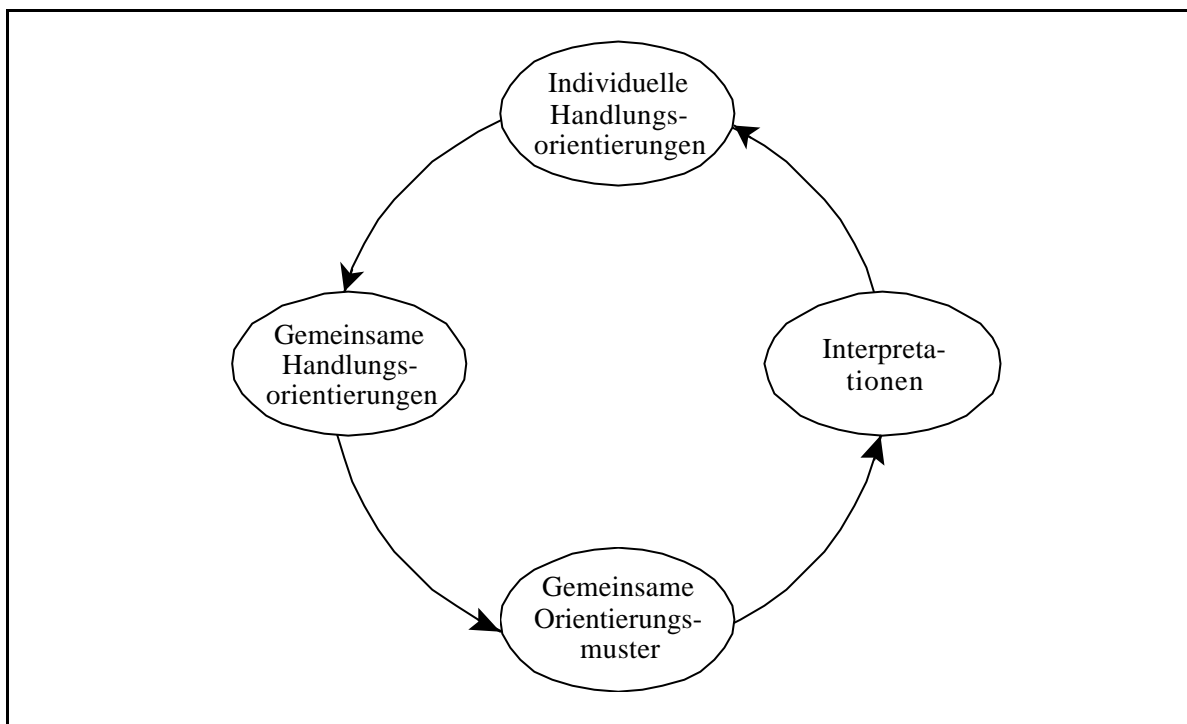 Individuelle
Handlungs-
orientierungen
Gemeinsame
Handlungs-
orientierungen
Interpreta-
tionen
Gemeinsame
Orientierungs-
muster